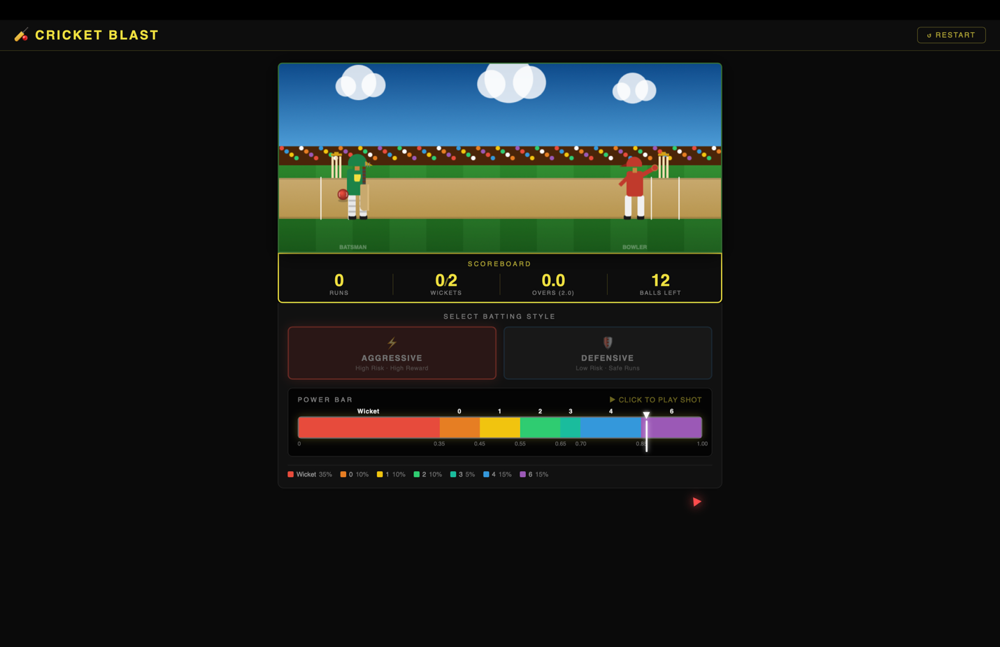 CRICKET BLAST
↺ RESTART
BATSMAN
BOWLER
SCOREBOARD
0
0/2
0.0
12
RUNS
WICKETS
OVERS (2.0)
BALLS LEFT
SELECT BATTING STYLE
AGGRESSIVE
High Risk · High Reward
DEFENSIVE
Low Risk · Safe Runs
POWER BAR
▶ CLICK TO PLAY SHOT
Wicket 0 1 2 3 4 6
0 0.35 0.45 0.55 0.65 0.70 0.85 1.00
Wicket 35% 0 10% 1 10% 2 10% 3 5% 4 15% 6 15%